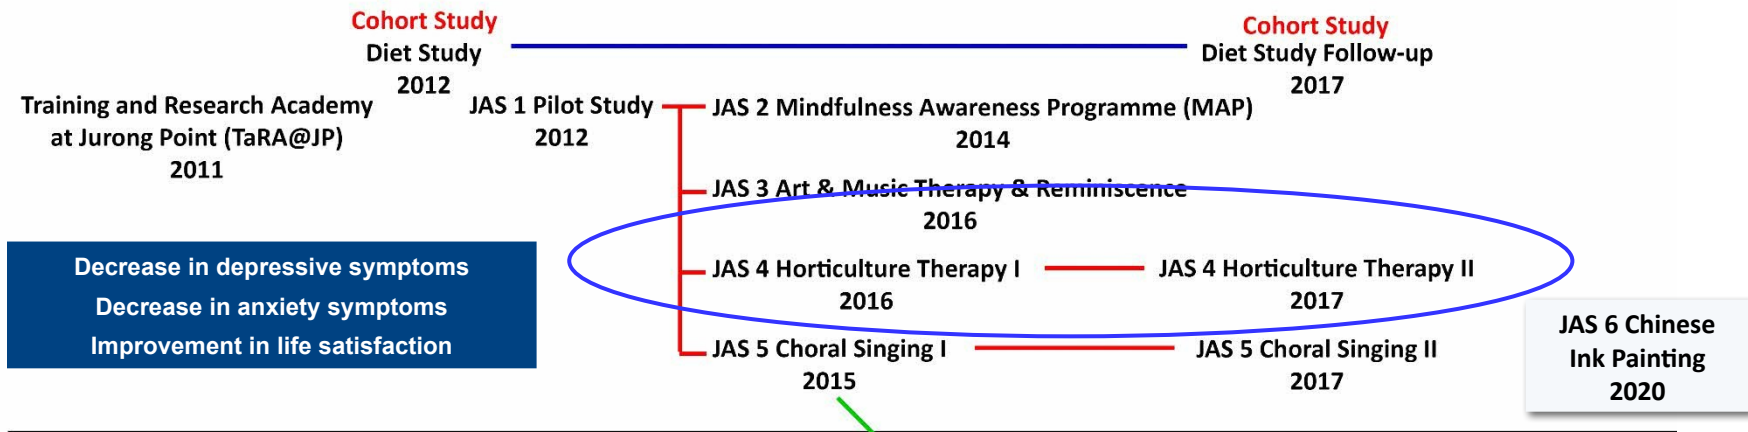 Cohort Study
Diet Study
2012
Cohort Study
Diet Study Follow-up
2017
Training and Research Academy
at Jurong Point (TaRA@JP)
2011
JAS 1 Pilot Study
2012
JAS 2 Mindfulness Awareness Programme (MAP)
2014
JAS 3 Art & Music Therapy & Reminiscence
2016
JAS 4 Horticulture Therapy I
2016
JAS 4 Horticulture Therapy II
2017
JAS 5 Choral Singing I
2015
JAS 5 Choral Singing II
2017
Decrease in depressive symptoms
Decrease in anxiety symptoms
Improvement in life satisfaction
JAS 6 Chinese
Ink Painting
2020